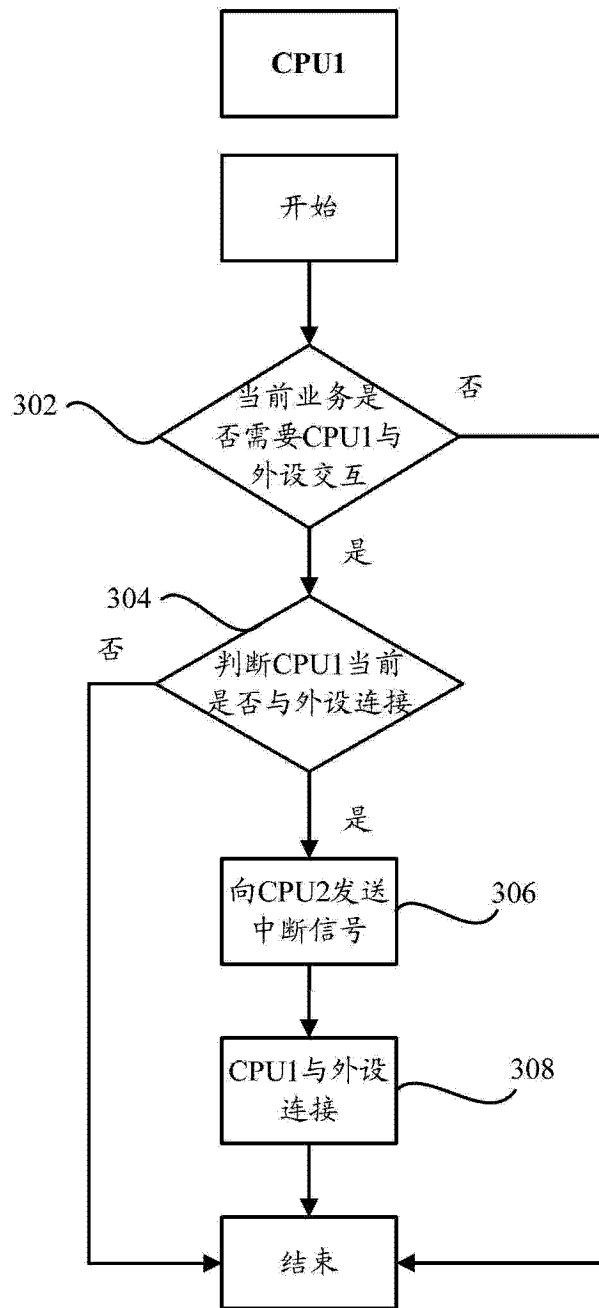 CPU1
开始
302
当前业务是
否需要CPU1与
外设交互
否
是
304
否
判断CPU1当前
是否与外设连接
是
向CPU2发送
中断信号
306
CPU1与外设
连接
308
结束